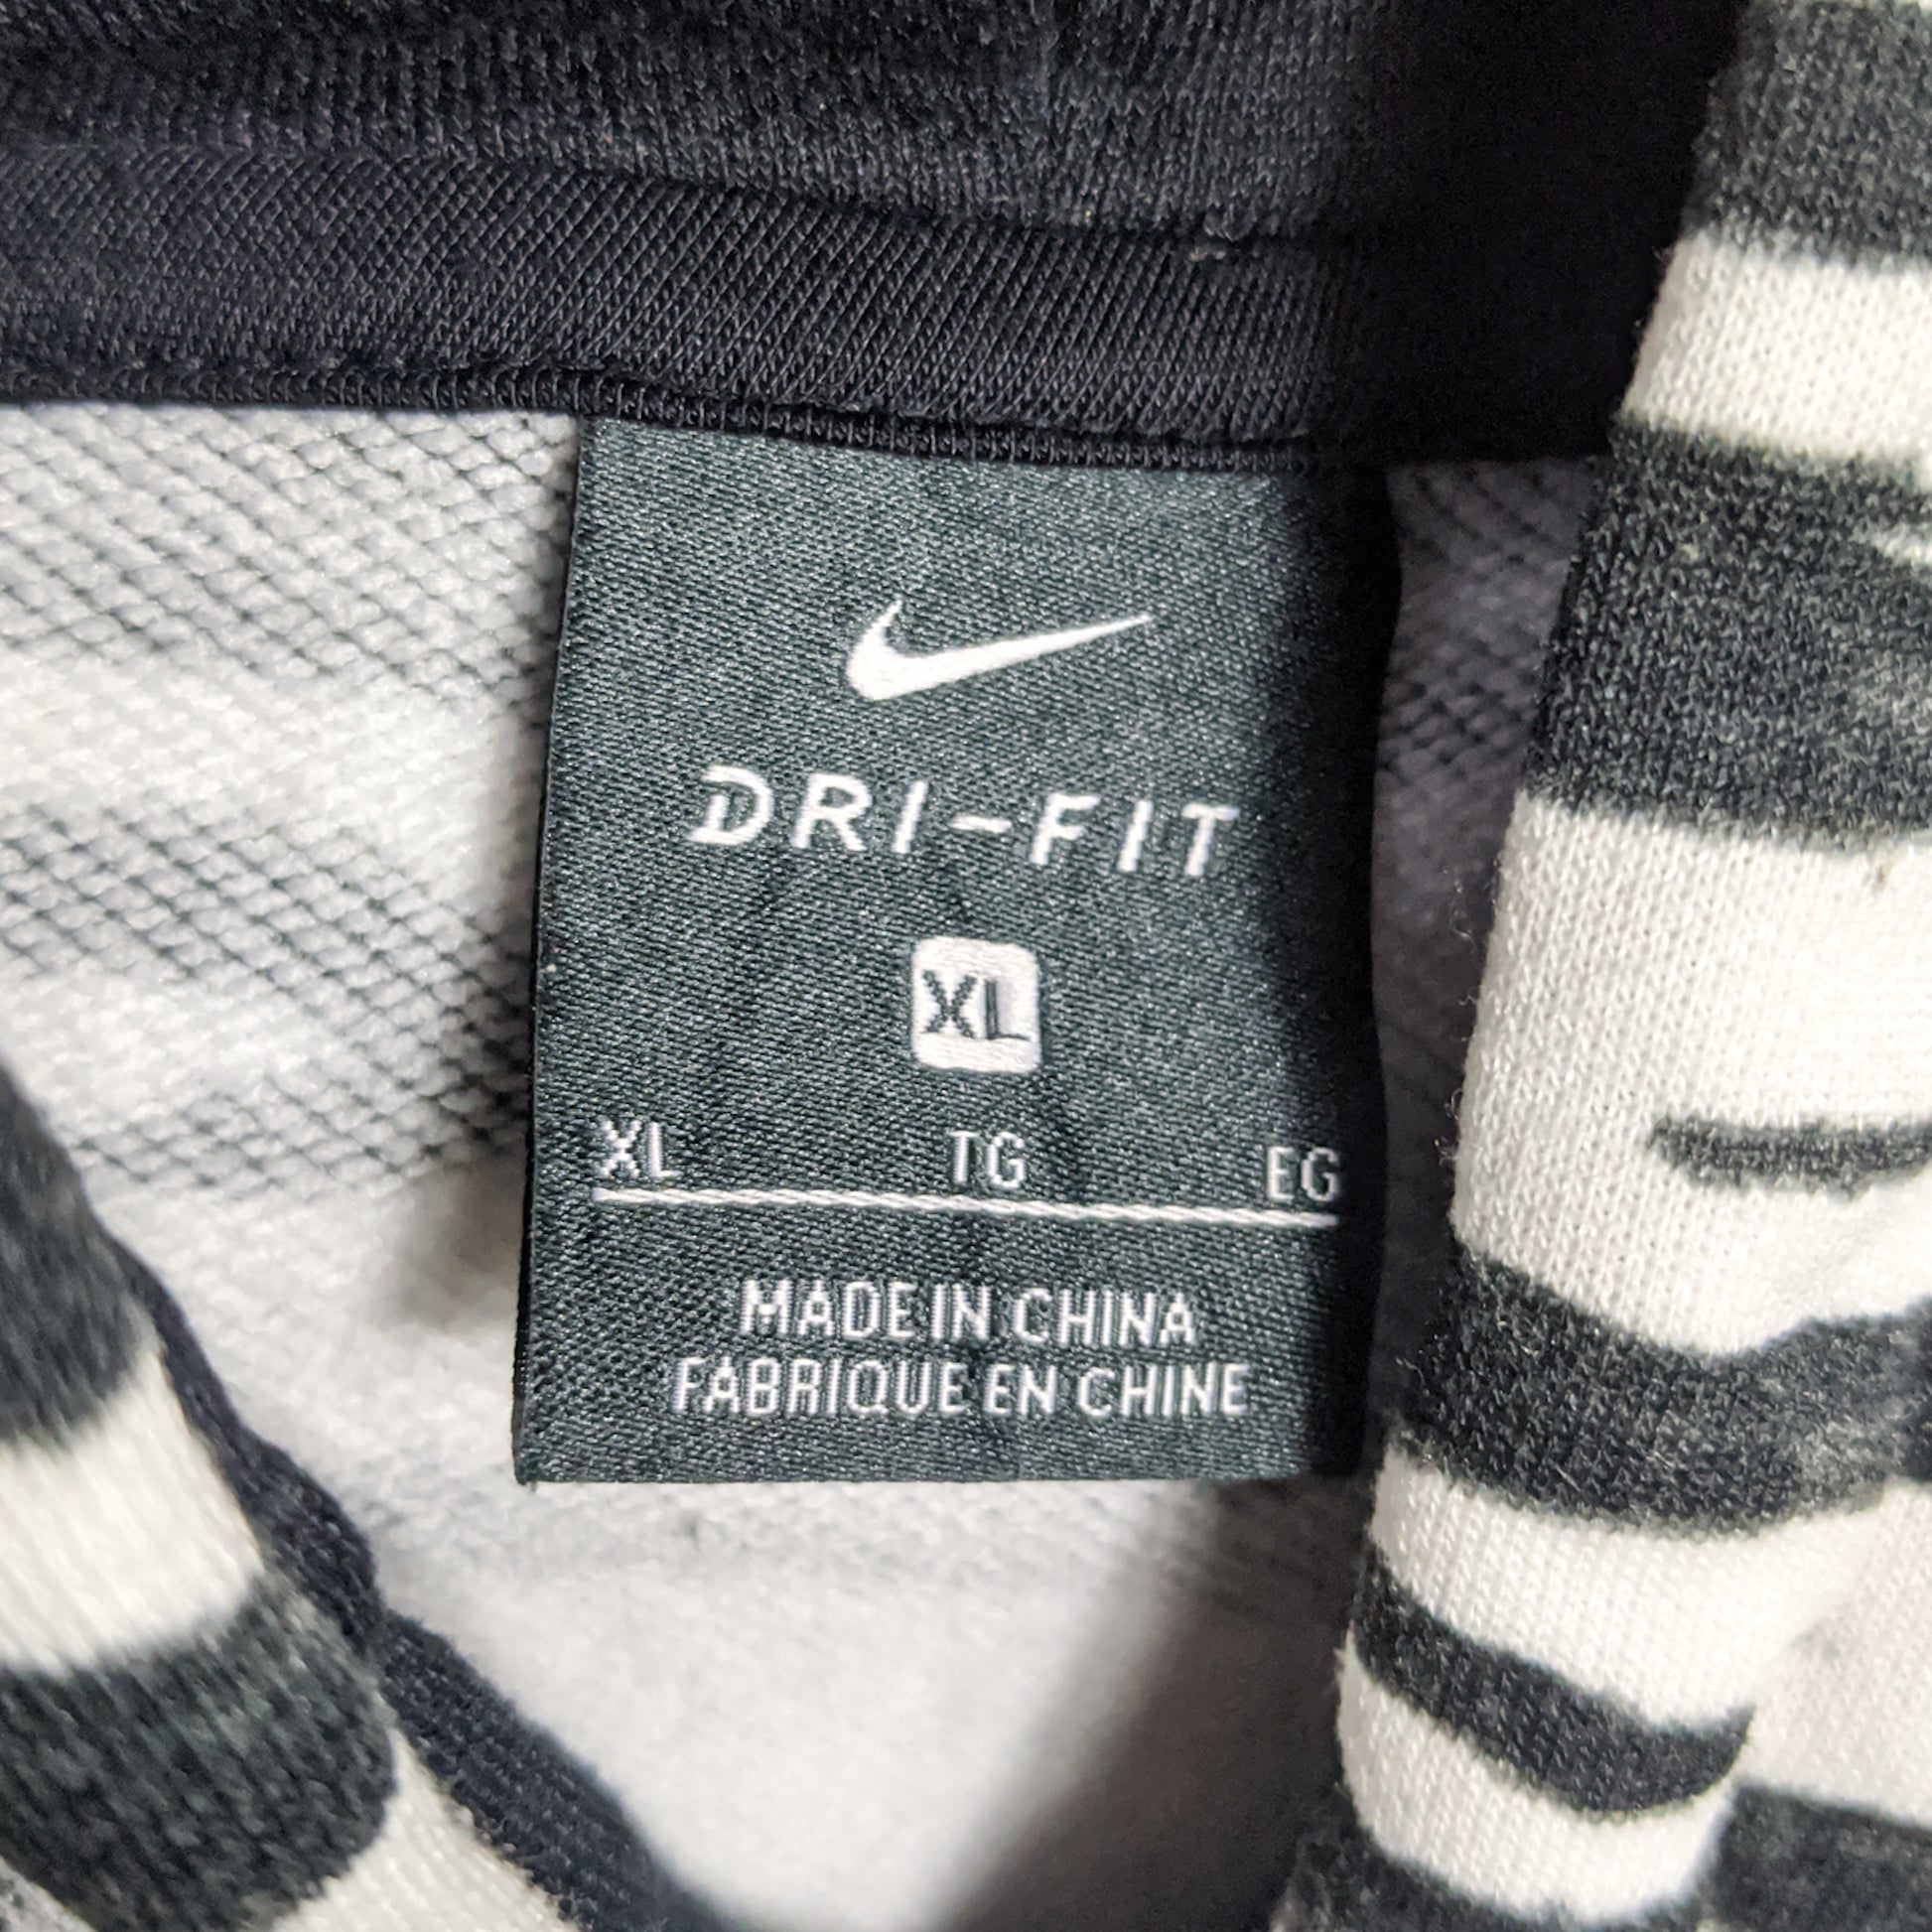 DRI-FIT
XL
XL TG EG
MADE IN CHINA
FABRIQUE EN CHINE